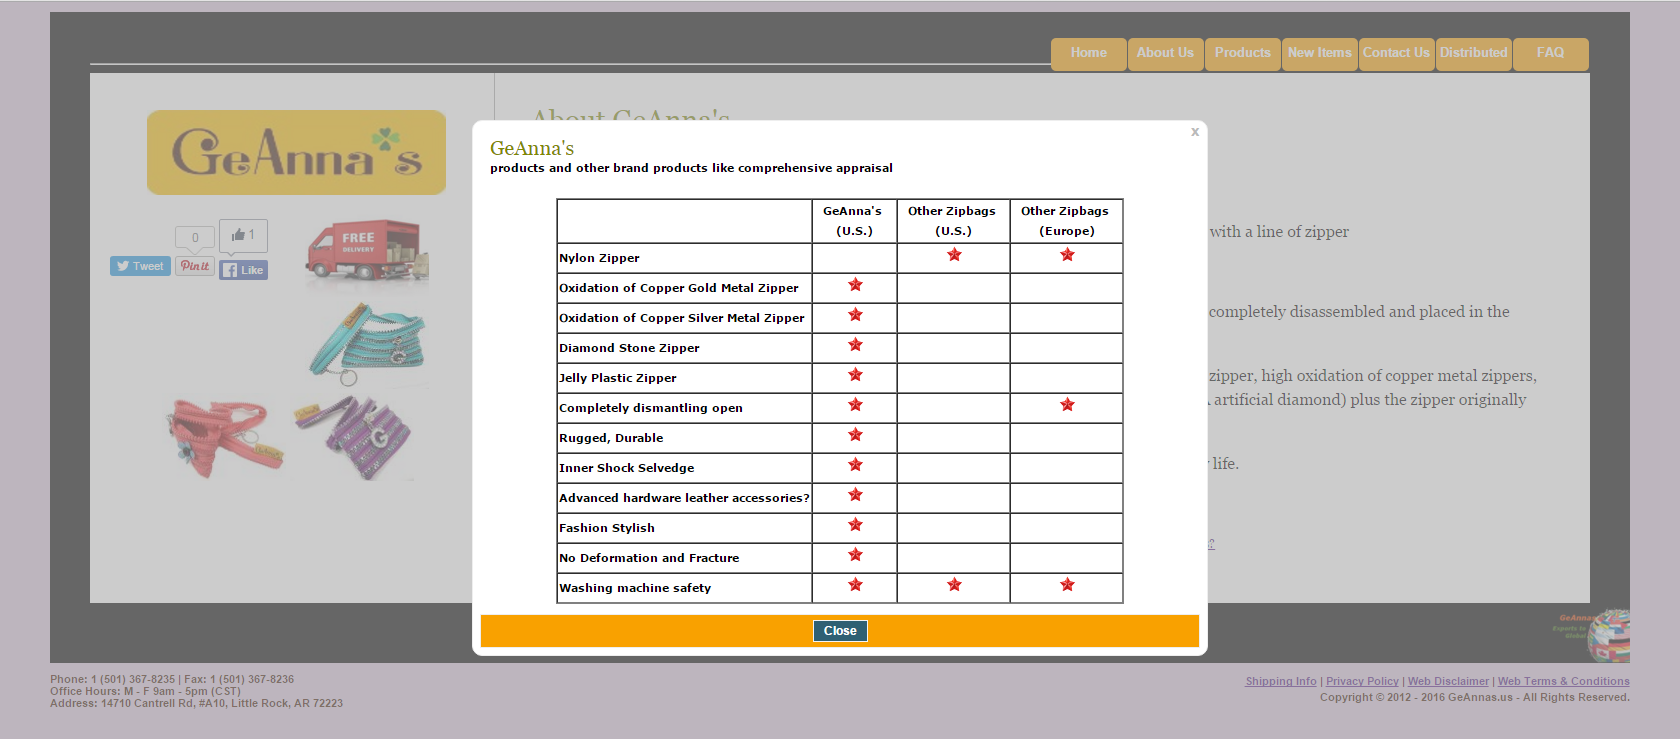 Home About Us Products New Items Contact Us Distributed FAQ
GeAnna's
0
1
Tweet
Pin it
Like
FREE
DELIVERY
About GeAnna's
with a line of zipper
completely disassembled and placed in the
zipper, high oxidation of copper metal zippers,
artificial diamond) plus the zipper originally
life.
x
GeAnna's
products and other brand products like comprehensive appraisal
GeAnna's (U.S.) Other Zipbags (U.S.) Other Zipbags (Europe)
Nylon Zipper
Oxidation of Copper Gold Metal Zipper
Oxidation of Copper Silver Metal Zipper
Diamond Stone Zipper
Jelly Plastic Zipper
Completely dismantling open
Rugged, Durable
Inner Shock Selvedge
Advanced hardware leather accessories?
Fashion Stylish
No Deformation and Fracture
Washing machine safety
Close
GeAnna
Exports to
Global
Phone: 1 (501) 367-8235 | Fax: 1 (501) 367-8236
Office Hours: M - F 9am - 5pm (CST)
Address: 14710 Cantrell Rd, #A10, Little Rock, AR 72223
Shipping Info | Privacy Policy | Web Disclaimer | Web Terms & Conditions
Copyright © 2012 - 2016 GeAnnas.us - All Rights Reserved.